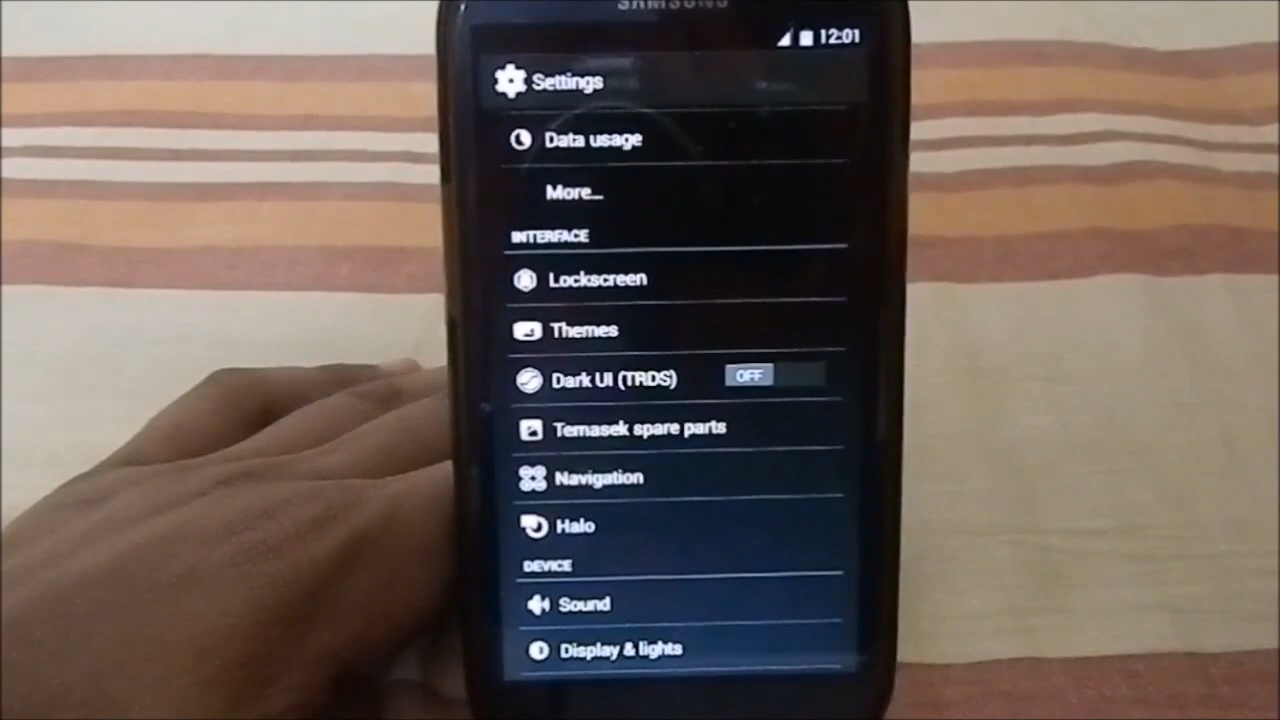 SAMSUNG
12:01
Settings
Data usage
More...
INTERFACE
Lockscreen
Themes
Dark UI (TRDS) OFF
Temasek spare parts
Navigation
Halo
DEVICE
Sound
Display & lights